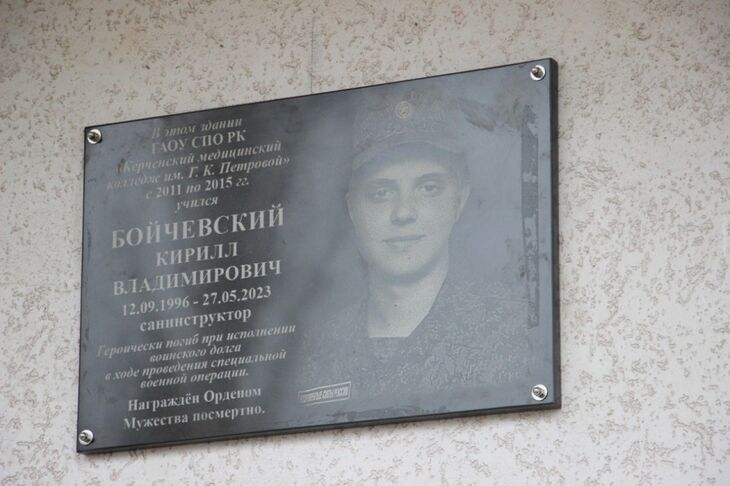 В этом здании
ГАОУ СПО РК
«Керченский медицинский
колледж им. Г. К. Петровой»
с 2011 по 2015 гг.
учился
БОЙЧЕВСКИЙ
КИРИЛЛ
ВЛАДИМИРОВИЧ
12.09.1996 - 27.05.2023
санинструктор
Героически погиб при исполнении
воинского долга
в ходе проведения специальной
военной операции.
Награждён Орденом
Мужества посмертно.